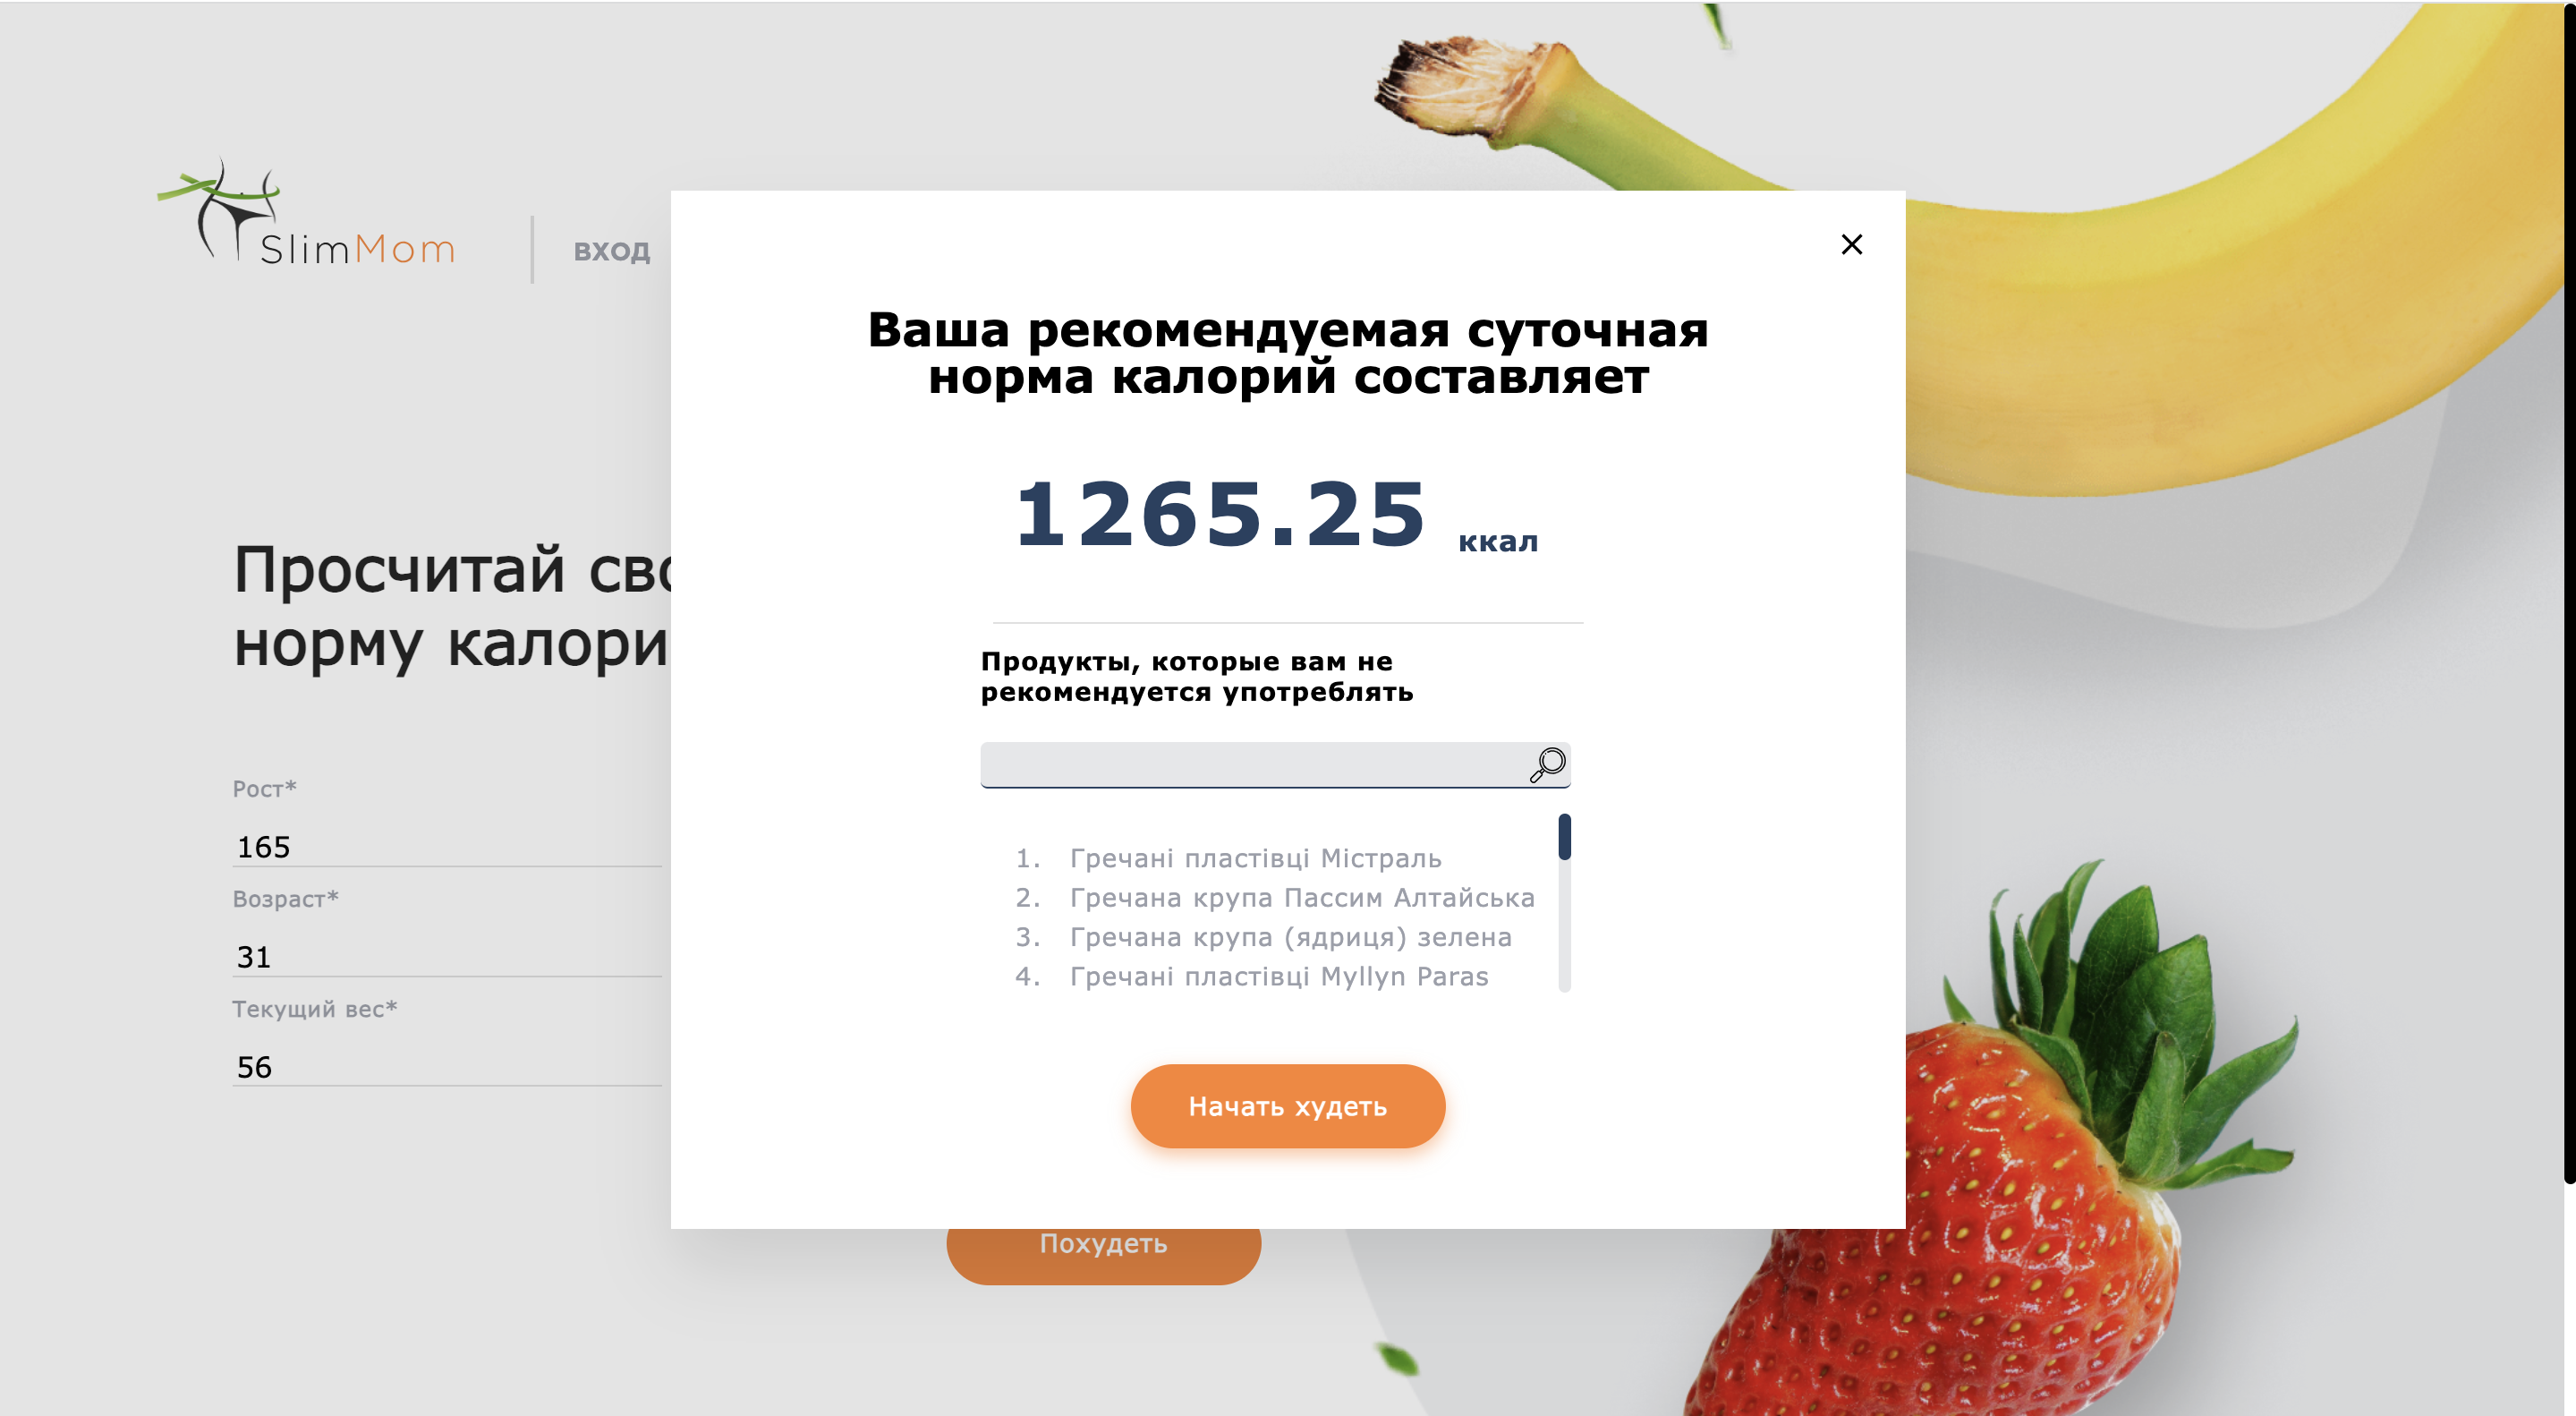 SlimMom
ВХОД
Просчитай сво
норму калори
Рост*
165
Возраст*
31
Текущий вес*
56
Ваша рекомендуемая суточная
норма калорий составляет
1265.25 ккал
Продукты, которые вам не
рекомендуется употреблять
1. Гречані пластівці Містраль
2. Гречана крупа Пассим Алтайська
3. Гречана крупа (ядриця) зелена
4. Гречані пластівці Myllyn Paras
Начать худеть
Похудеть